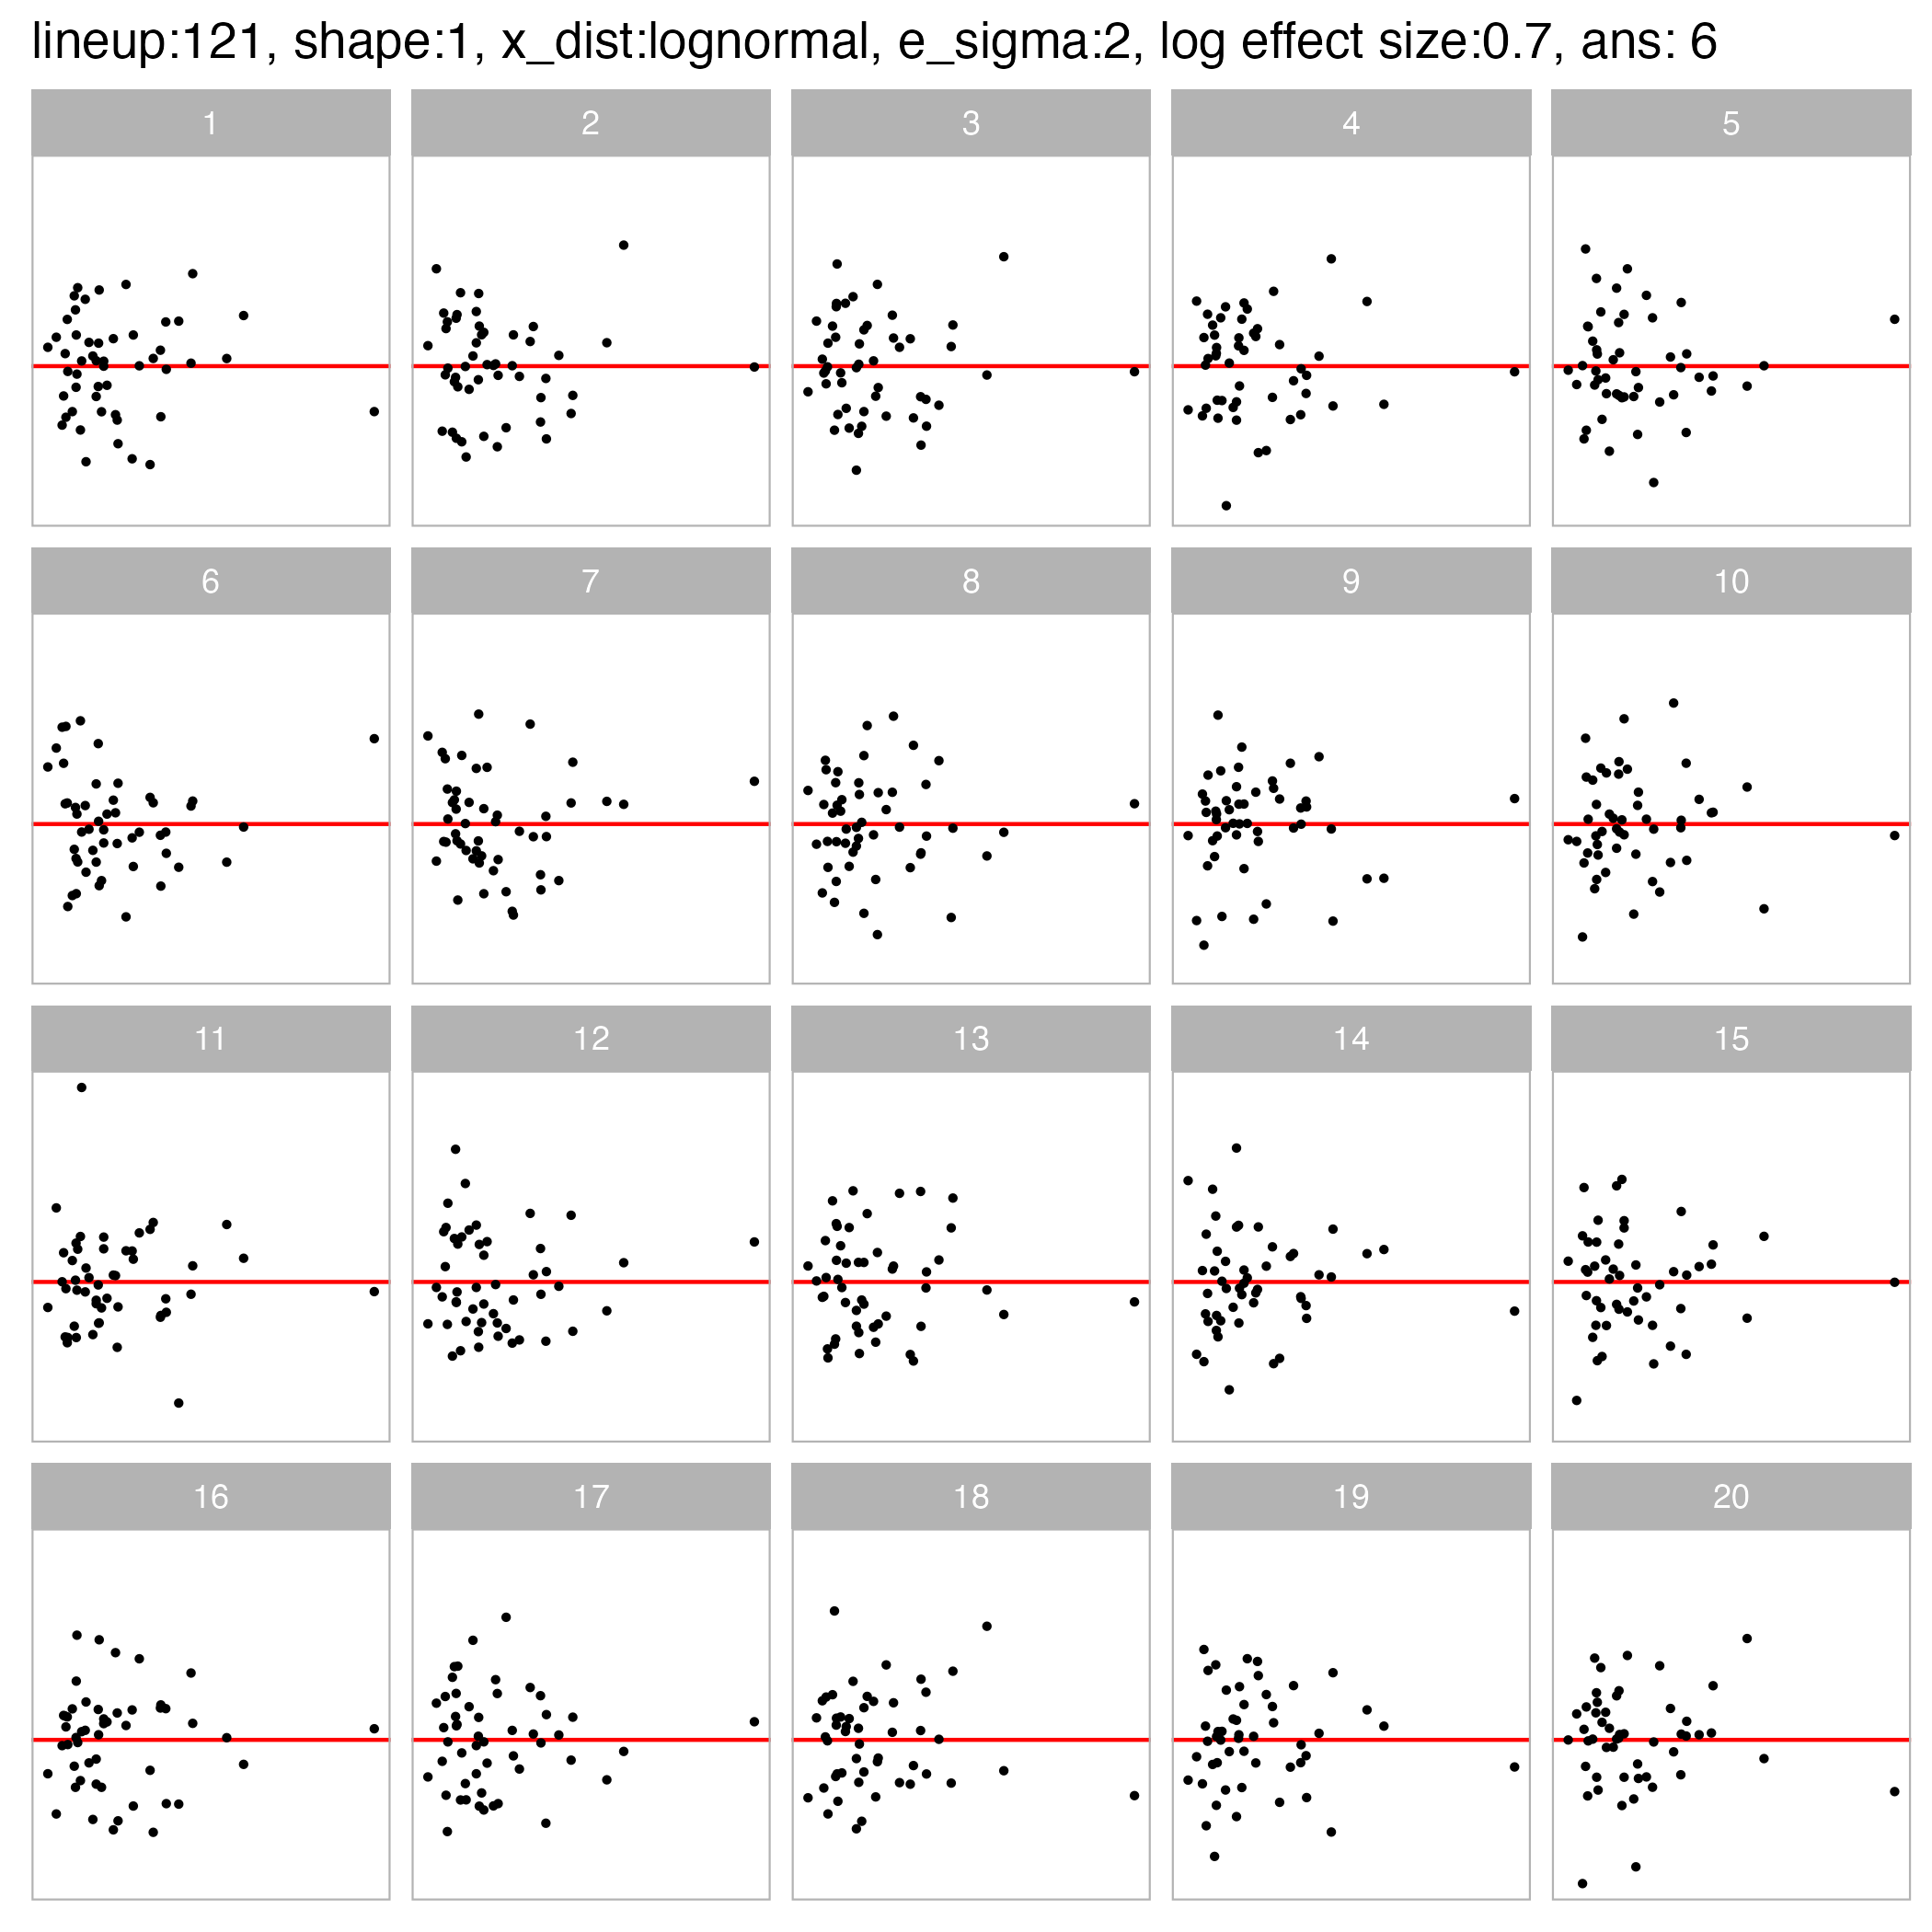 lineup:121, shape:1, x_dist:lognormal, e_sigma:2, log effect size:0.7, ans: 6
1 2 3 4 5
6 7 8 9 10
11 12 13 14 15
16 17 18 19 20